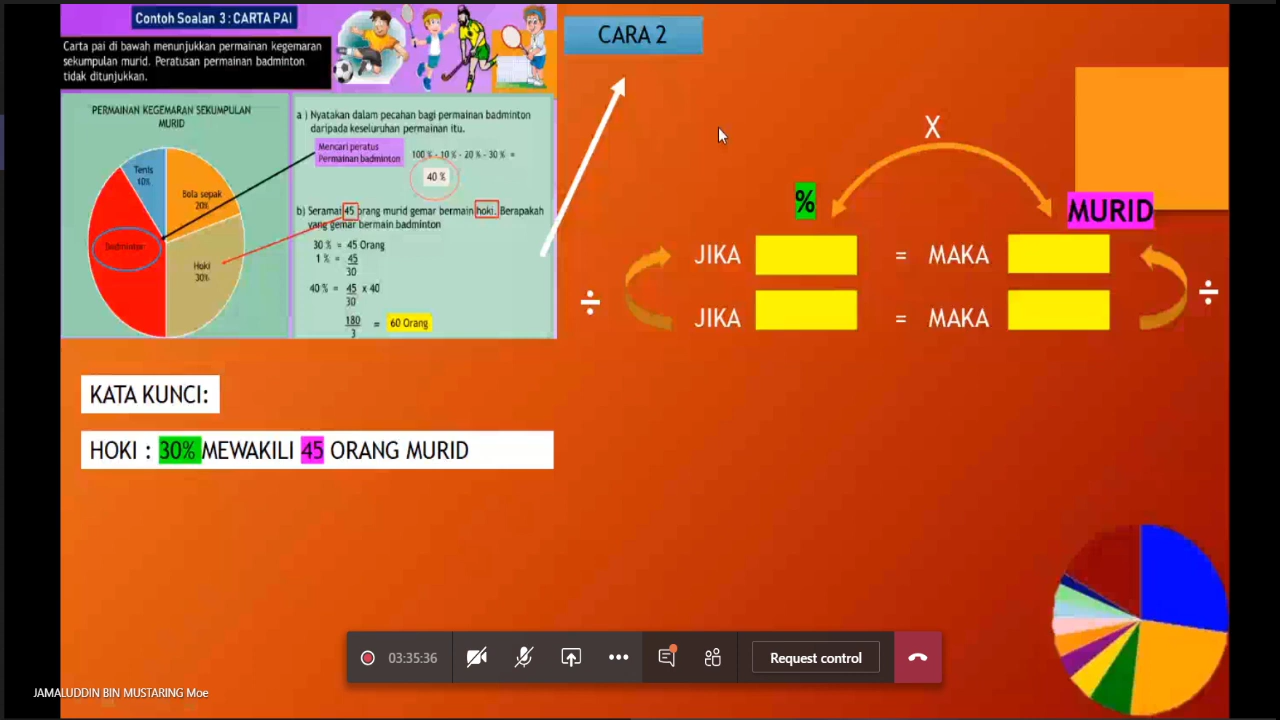 Contoh Soalan 3 : CARTA PAI
Carta pai di bawah menunjukkan permainan kegemaran
sekumpulan murid. Peratusan permainan badminton
tidak ditunjukkan.
PERMAINAN KEGEMARAN SEKUMPULAN
MURID
Tenis
10%
Bola sepak
20%
Badminton
Hoki
30%
a ) Nyatakan dalam pecahan bagi permainan badminton
daripada keseluruhan permainan itu.
Mencari peratus
Permainan badminton
100 % - 10 % - 20 % - 30 % =
40 %
b) Seramai 45 orang murid gemar bermain hoki. Berapakah
yang gemar bermain badminton
30 % = 45 Orang
1 % = 45
30
40 % = 45 x 40
30
180 = 60 Orang
3
CARA 2
X
% MURID
÷ JIKA = MAKA ÷
JIKA = MAKA
KATA KUNCI:
HOKI : 30% MEWAKILI 45 ORANG MURID
03:35:36
Request control
JAMALUDDIN BIN MUSTARING Moe